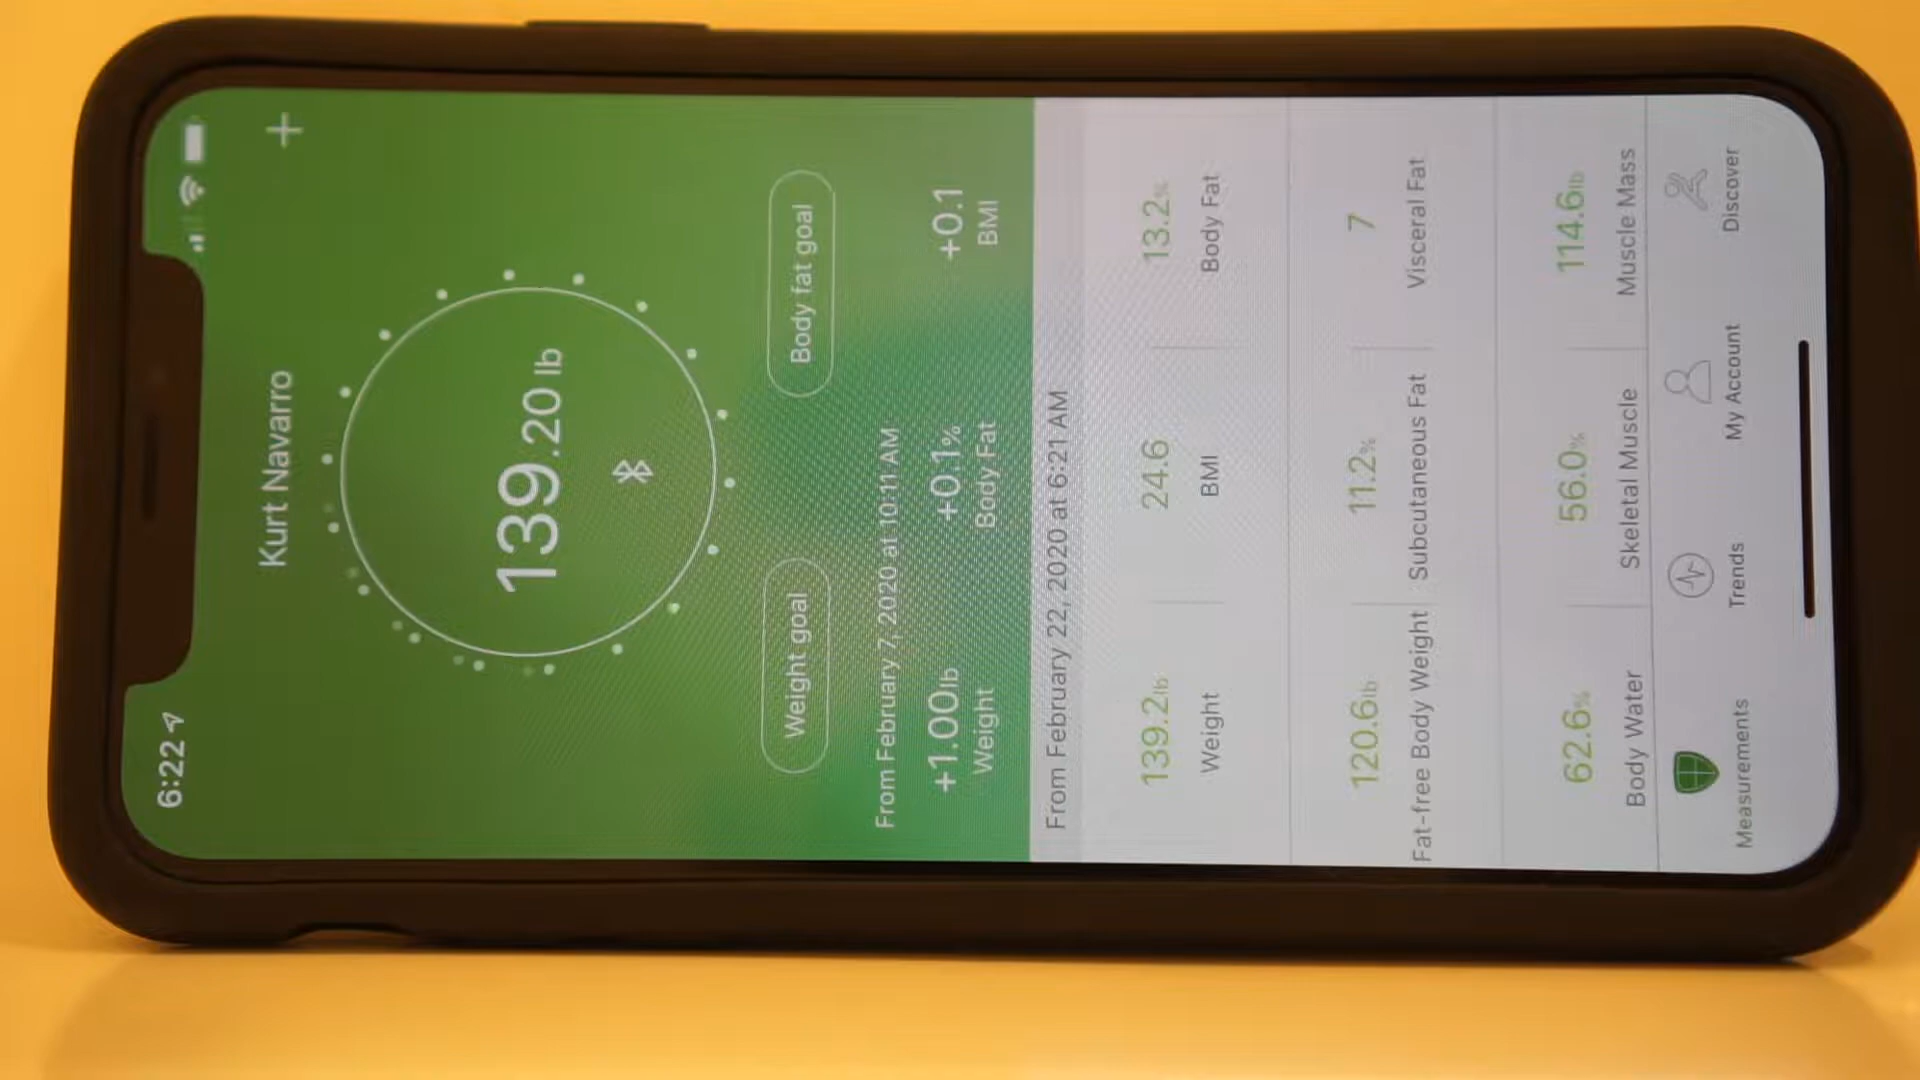 6:22
Kurt Navarro
+
139.20 lb
Weight goal
Body fat goal
From February 7, 2020 at 10:11 AM
+1.00lb
+0.1%
+0.1
Weight
Body Fat
BMI
From February 22, 2020 at 6:21 AM
139.2lb
24.6
13.2%
Weight
BMI
Body Fat
120.6lb
11.2%
7
Fat-free Body Weight
Subcutaneous Fat
Visceral Fat
62.6%
56.0%
114.6lb
Body Water
Skeletal Muscle
Muscle Mass
Measurements
Trends
My Account
Discover